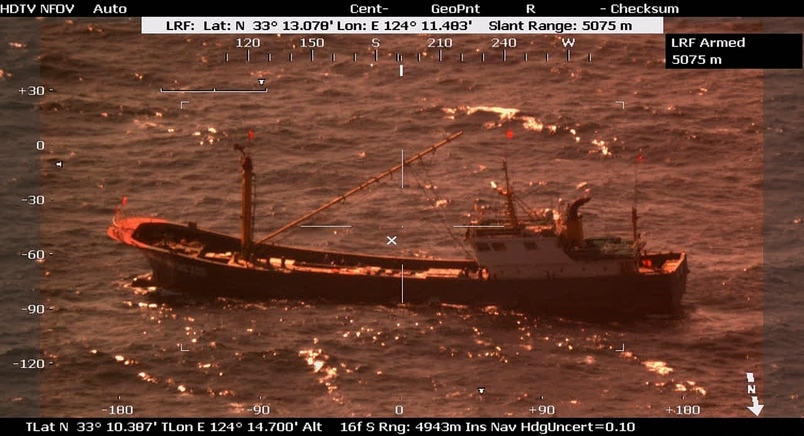 HDTV NFOV Auto Cent- GeoPnt R - Checksum
LRF: Lat: N 33° 13.078' Lon: E 124° 11.483' Slant Range: 5075 m
120 150 S 210 240 W
LRF Armed
5075 m
+30
0
-30
-60
-90
-120
-180 -90 0 +90 +180
N
TLat N 33° 10.387' TLon E 124° 14.700' Alt 16f S Rng: 4943m Ins Nav HdgUncert=0.10